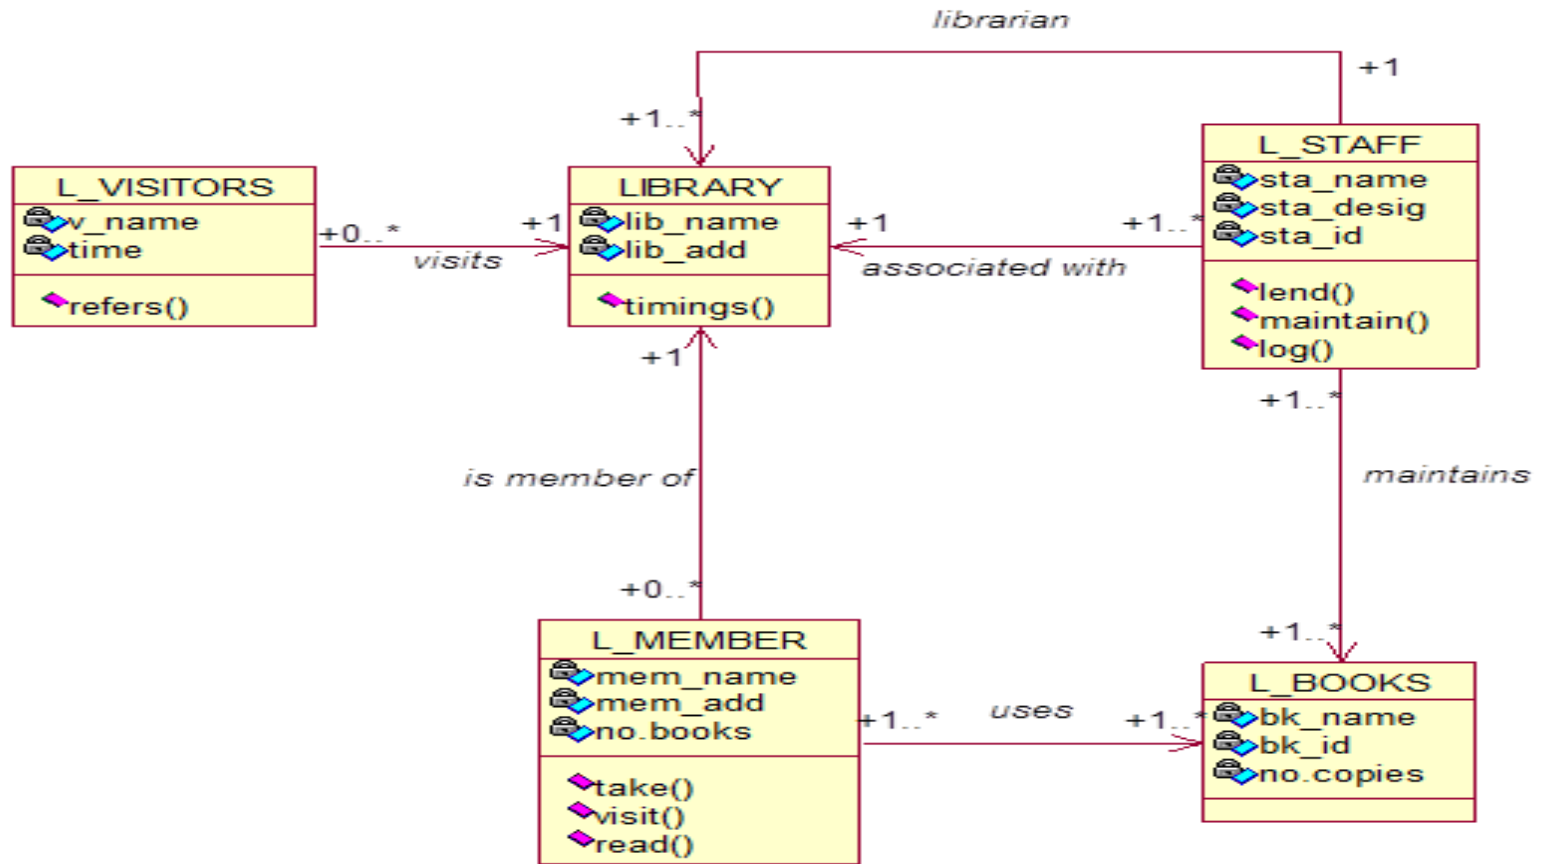 librarian
+1
+1..*
L_VISITORS
v_name
time
refers()
+0..*
visits
+1
LIBRARY
lib_name
lib_add
timings()
+1
associated with
+1..*
L_STAFF
sta_name
sta_desig
sta_id
lend()
maintain()
log()
+1
is member of
+0..*
+1..*
maintains
+1..*
L_MEMBER
mem_name
mem_add
no.books
take()
visit()
read()
+1..*
uses
+1..*
L_BOOKS
bk_name
bk_id
no.copies